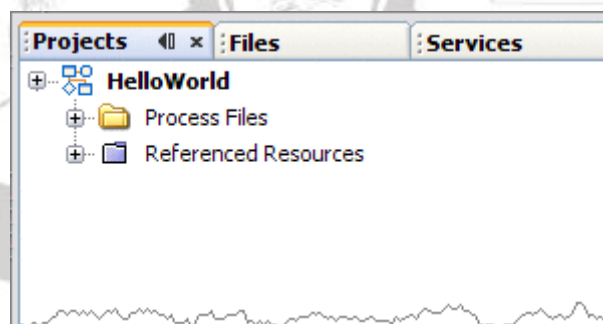 Projects Files Services
HelloWorld
Process Files
Referenced Resources